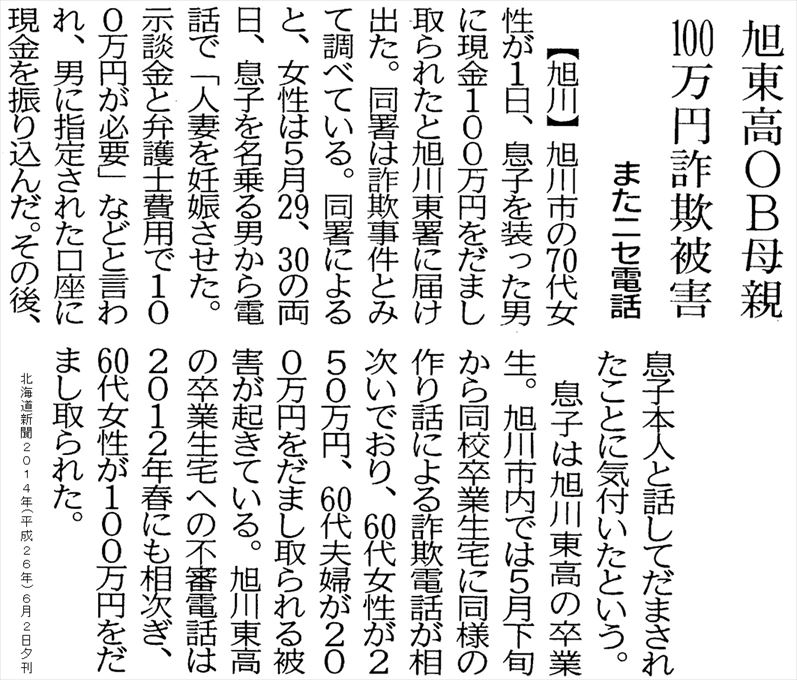 旭東高ＯＢ母親
100万円詐欺被害
またニセ電話
【旭川】旭川市の70代女
性が１日、息子を装った男
に現金１００万円をだまし
取られたと旭川東署に届け
出た。同署は詐欺事件とみ
て調べている。同署による
と、女性は５月29、30の両
日、息子を名乗る男から電
話で「人妻を妊娠させた。
示談金と弁護士費用で１０
０万円が必要」などと言わ
れ、男に指定された口座に
現金を振り込んだ。その後、
息子本人と話してだまされ
たことに気付いたという。
息子は旭川東高の卒業
生。旭川市内では５月下旬
から同校卒業生宅に同様の
作り話による詐欺電話が相
次いでおり、60代女性が２
５０万円、60代夫婦が２０
０万円をだまし取られる被
害が起きている。旭川東高
の卒業生宅への不審電話は
２０１２年春にも相次ぎ、
60代女性が１００万円をだ
まし取られた。
北海道新聞２０１４年(平成２６年)６月２日夕刊